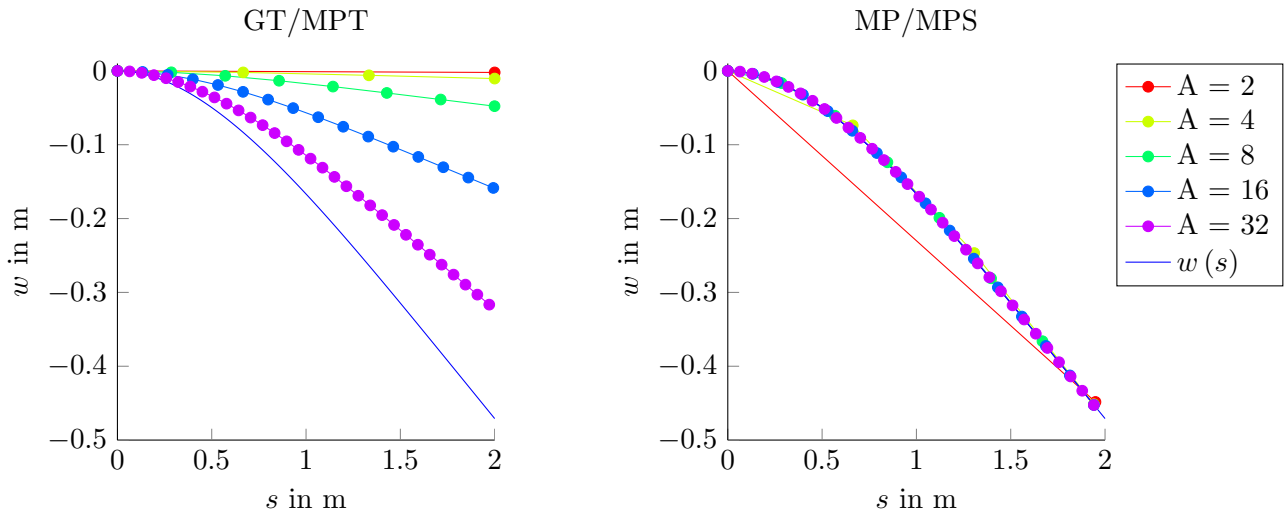 GT/MPT
0
−0.1
−0.2
−0.3
−0.4
−0.5
w in m
0
0.5
1
1.5
2
s in m
MP/MPS
0
−0.1
−0.2
−0.3
−0.4
−0.5
w in m
0
0.5
1
1.5
2
s in m
A = 2
A = 4
A = 8
A = 16
A = 32
w (s)